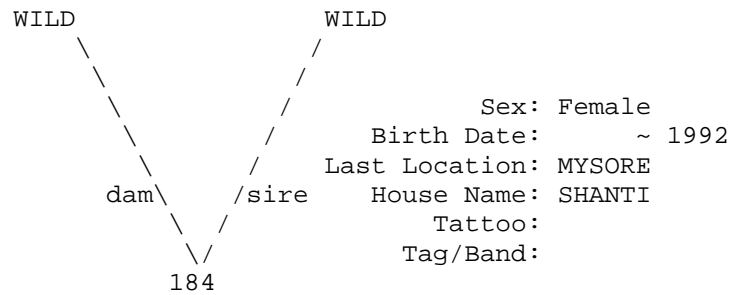 WILD WILD
Sex: Female
Birth Date: ~ 1992
Last Location: MYSORE
dam sire House Name: SHANTI
Tattoo:
Tag/Band:
184